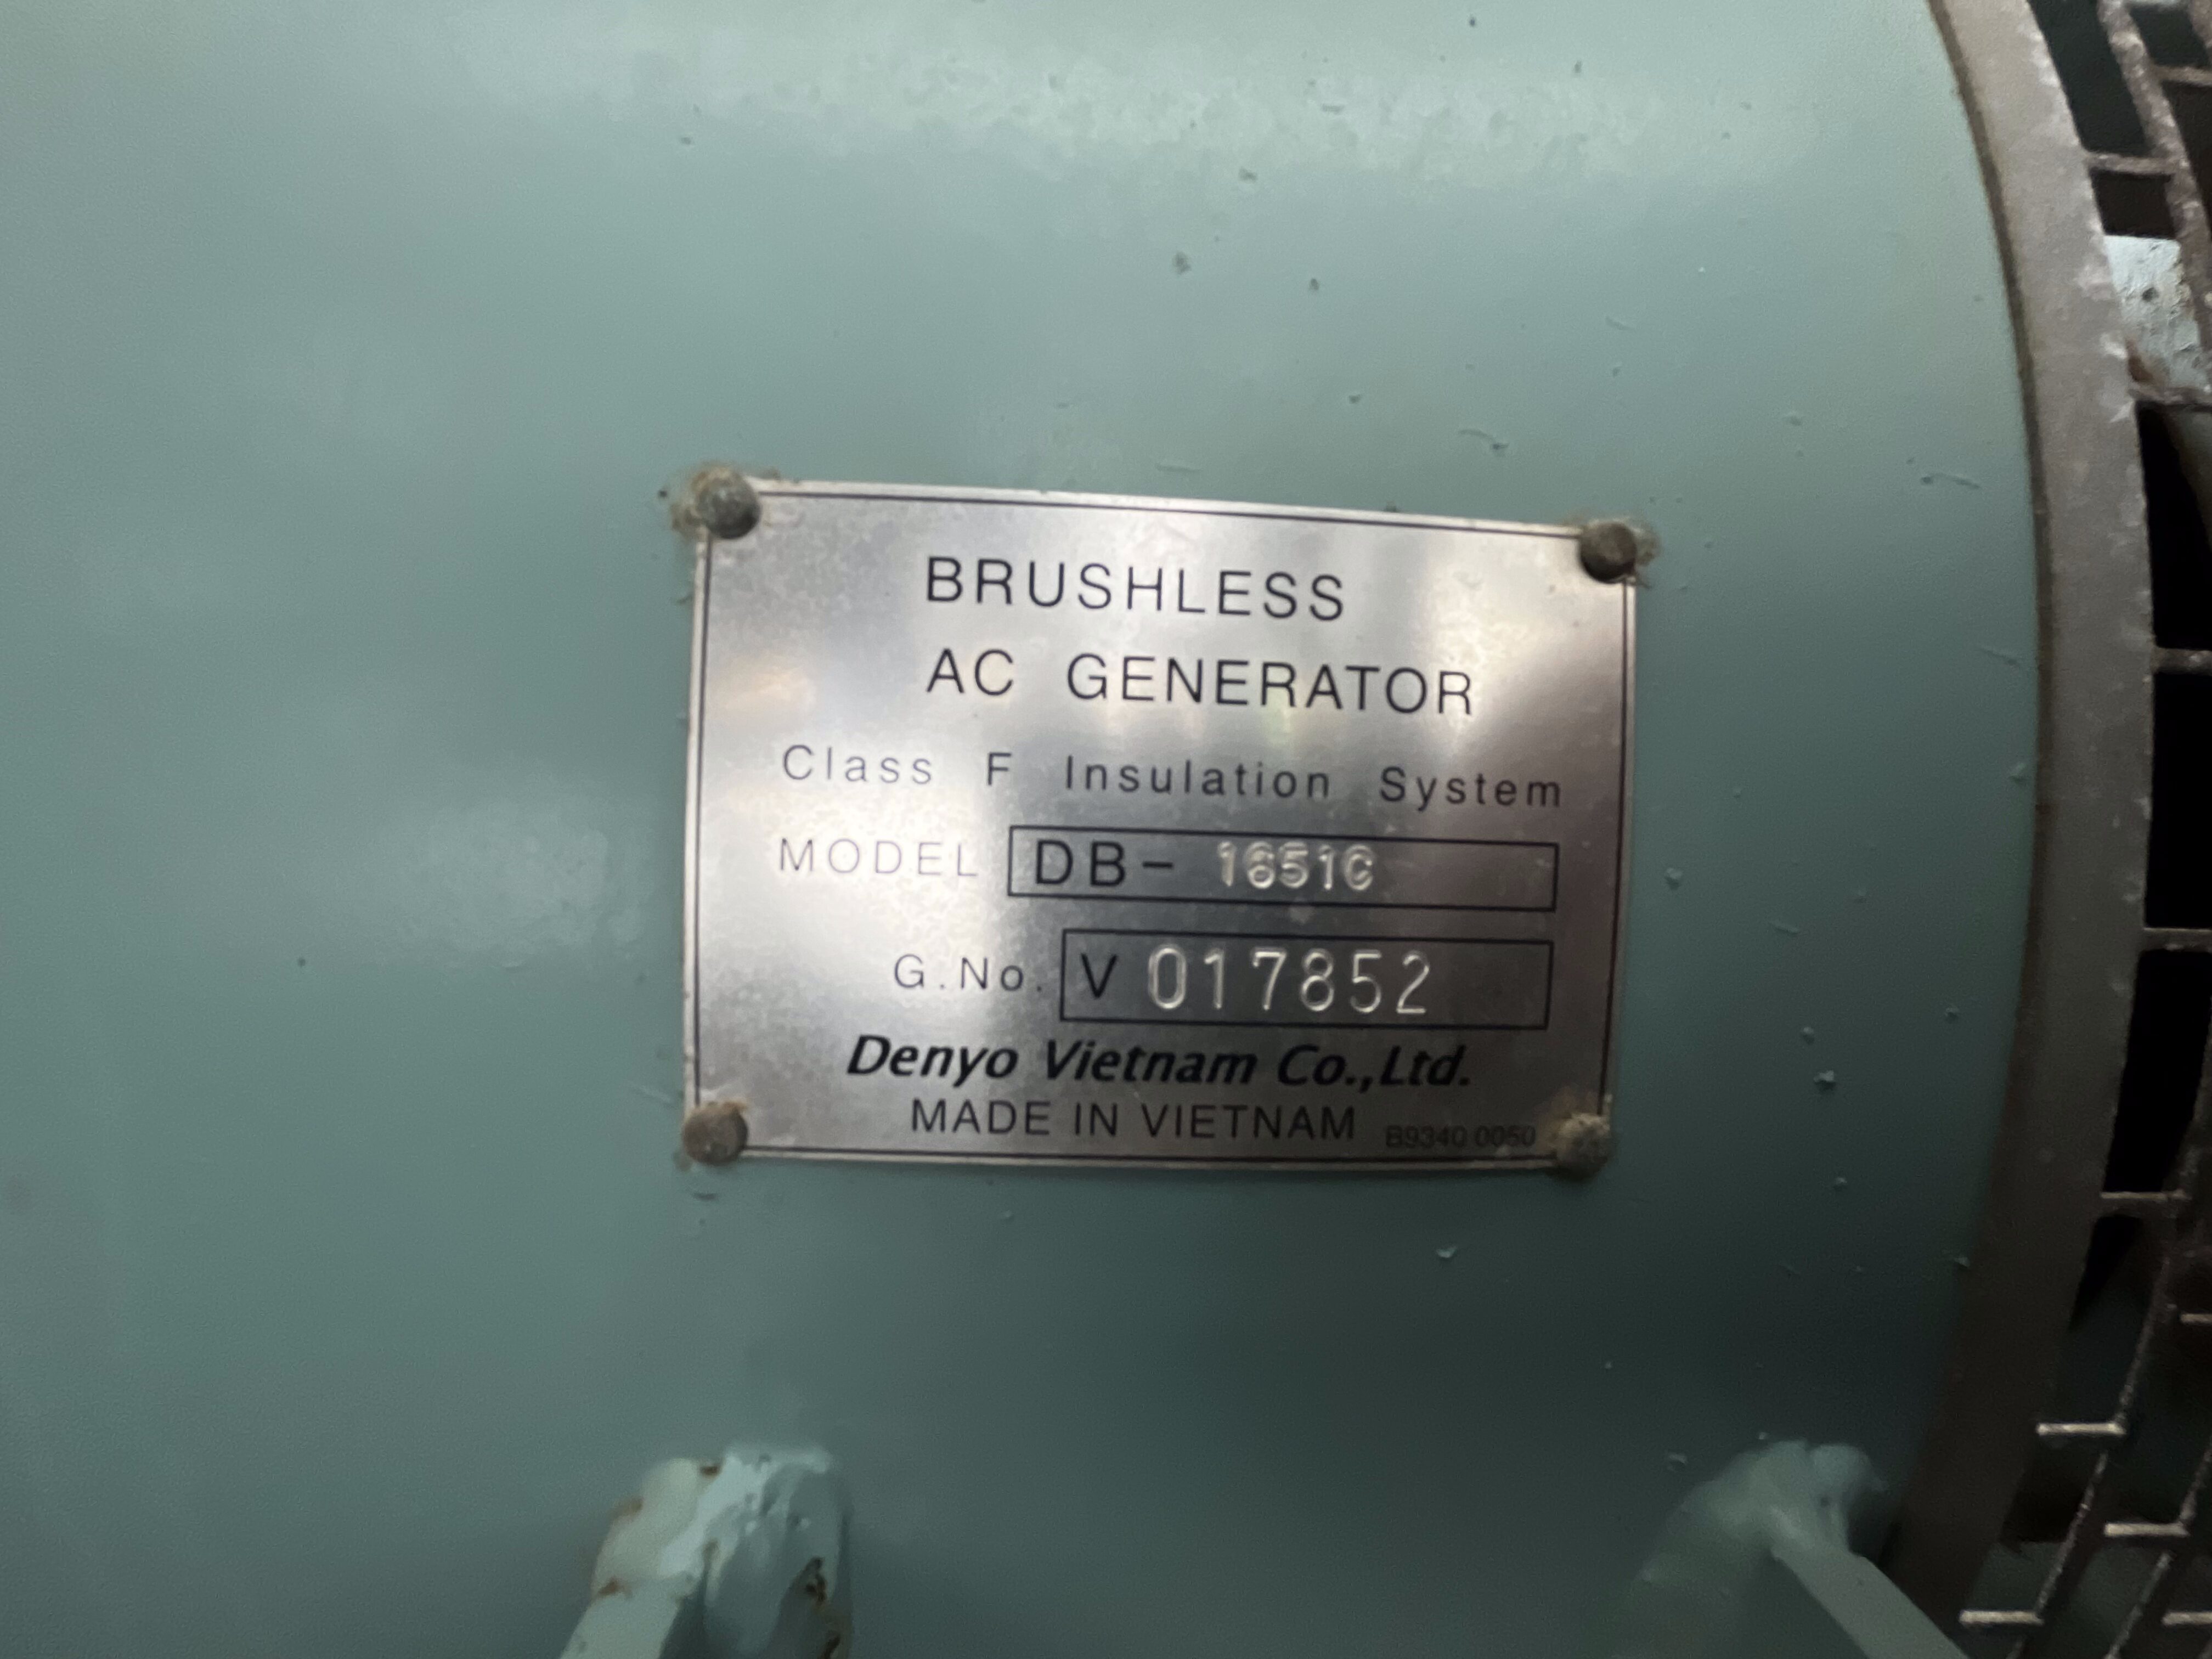 BRUSHLESS
AC GENERATOR
Class F Insulation System
MODEL DB- 1651C
G.No. V 017852
Denyo Vietnam Co.,Ltd.
MADE IN VIETNAM B9340 0050